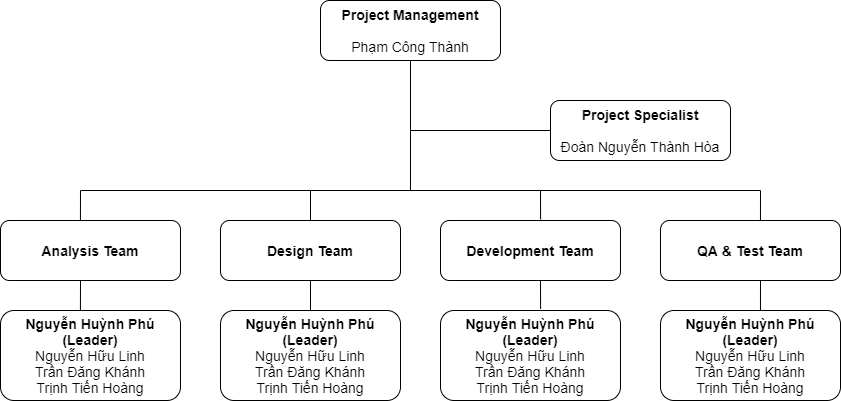 Project Management
Phạm Công Thành
Project Specialist
Đoàn Nguyễn Thành Hòa
Analysis Team
Design Team
Development Team
QA & Test Team
Nguyễn Huỳnh Phú
(Leader)
Nguyễn Hữu Linh
Trần Đăng Khánh
Trịnh Tiến Hoàng
Nguyễn Huỳnh Phú
(Leader)
Nguyễn Hữu Linh
Trần Đăng Khánh
Trịnh Tiến Hoàng
Nguyễn Huỳnh Phú
(Leader)
Nguyễn Hữu Linh
Trần Đăng Khánh
Trịnh Tiến Hoàng
Nguyễn Huỳnh Phú
(Leader)
Nguyễn Hữu Linh
Trần Đăng Khánh
Trịnh Tiến Hoàng